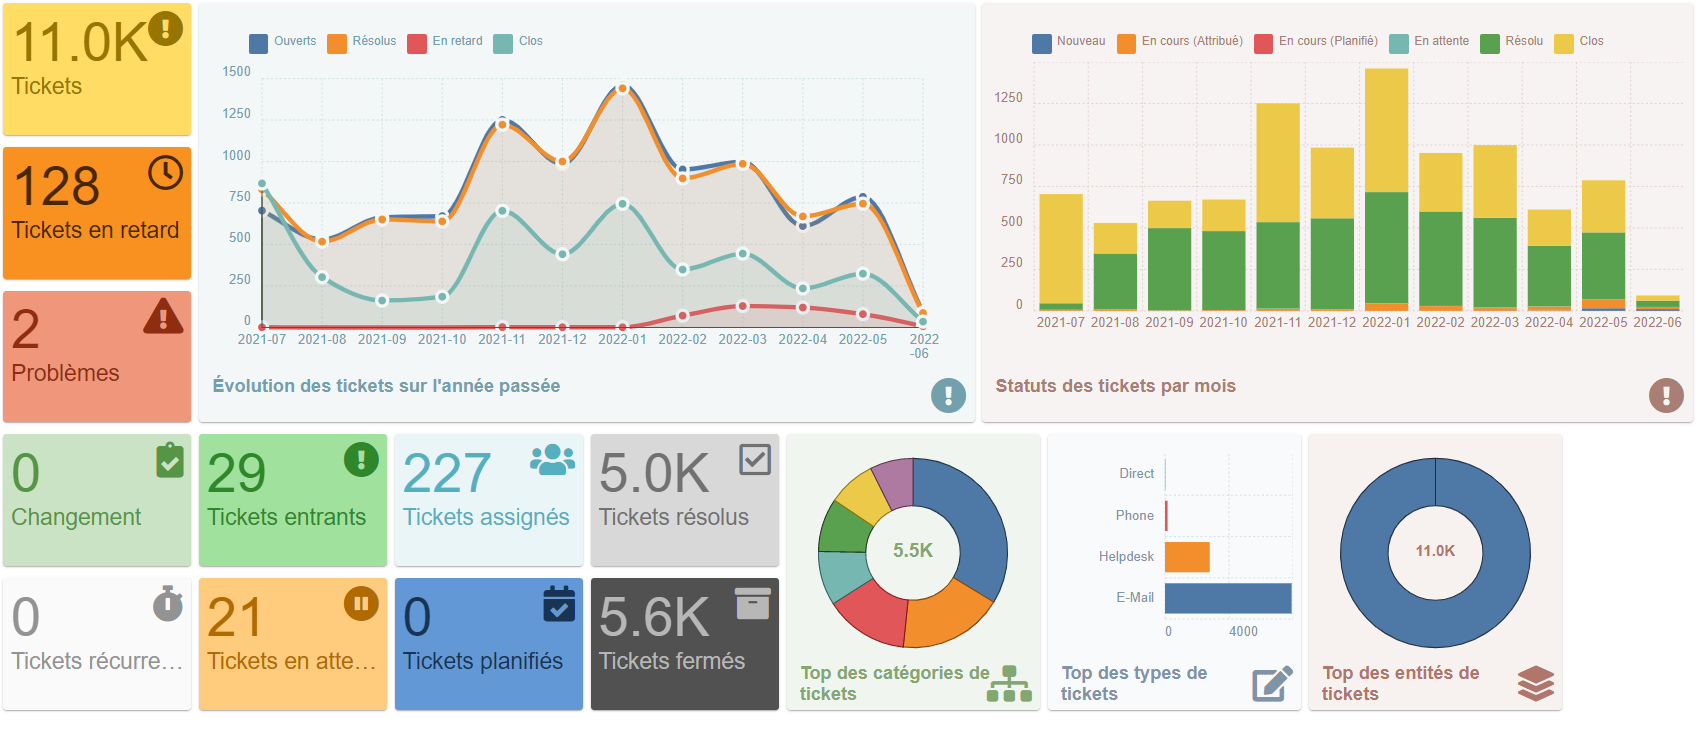 11.0K
Tickets
128
Tickets en retard
2
Problèmes
Ouverts Résolus En retard Clos
1500
1250
1000
750
500
250
0
2021-07 2021-08 2021-09 2021-10 2021-11 2021-12 2022-01 2022-02 2022-03 2022-04 2022-05 2022
-06
Évolution des tickets sur l'année passée
Nouveau En cours (Attribué) En cours (Planifié) En attente Résolu Clos
1250
1000
750
500
250
0
2021-07 2021-08 2021-09 2021-10 2021-11 2021-12 2022-01 2022-02 2022-03 2022-04 2022-05 2022-06
Statuts des tickets par mois
0
Changement
29
Tickets entrants
227
Tickets assignés
5.0K
Tickets résolus
0
Tickets récurre...
21
Tickets en atte...
0
Tickets planifiés
5.6K
Tickets fermés
5.5K
Top des catégories de
tickets
Direct
Phone
Helpdesk
E-Mail
0 4000
Top des types de
tickets
11.0K
Top des entités de
tickets